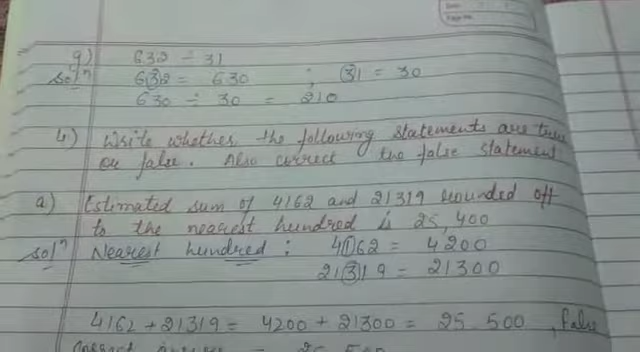 g) 632 ÷ 31
solⁿ 632 = 630 ; 31 = 30
630 ÷ 30 = 210
4) Write whether the following statements are true
or false. Also correct the false statement.
a) Estimated sum of 4162 and 21319 rounded off
to the nearest hundred is 25,400
solⁿ Nearest hundred : 4162 = 4200
21319 = 21300
4162 + 21319 = 4200 + 21300 = 25,500, False